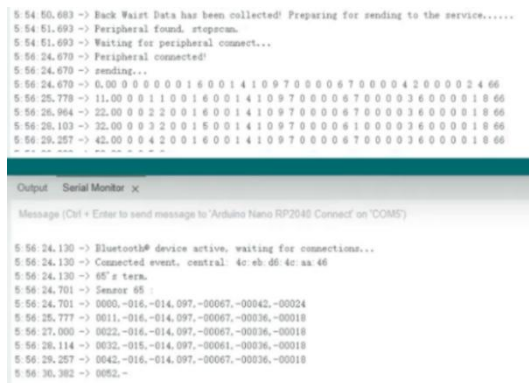 5:54:50.683 -> Back Waist Data has been collected! Preparing for sending to the service......
5:54:51.693 -> Peripheral found, stopscan.
5:54:51.693 -> Waiting for peripheral connect...
5:56:24.670 -> Peripheral connected!
5:56:24.670 -> sending...
5:56:24.670 -> 0.00 0 0 0 0 0 0 1 6 0 0 1 4 1 0 9 7 0 0 0 0 6 7 0 0 0 0 4 2 0 0 0 0 2 4 66
5:56:25.778 -> 11.00 0 0 1 1 0 0 1 6 0 0 1 4 1 0 9 7 0 0 0 0 6 7 0 0 0 0 3 6 0 0 0 0 1 8 66
5:56:26.964 -> 22.00 0 0 2 2 0 0 1 6 0 0 1 4 1 0 9 7 0 0 0 0 6 7 0 0 0 0 3 6 0 0 0 0 1 8 66
5:56:28.103 -> 32.00 0 0 3 2 0 0 1 5 0 0 1 4 1 0 9 7 0 0 0 0 6 1 0 0 0 0 3 6 0 0 0 0 1 8 66
5:56:29.257 -> 42.00 0 0 4 2 0 0 1 6 0 0 1 4 1 0 9 7 0 0 0 0 6 7 0 0 0 0 3 6 0 0 0 0 1 8 66
Output Serial Monitor ×
Message (Ctrl + Enter to send message to 'Arduino Nano RP2040 Connect' on 'COM5')
5:56:24.130 -> Bluetooth® device active, waiting for connections...
5:56:24.130 -> Connected event, central: 4c:eb:d6:4c:aa:46
5:56:24.130 -> 65's term.
5:56:24.701 -> Sensor 65 :
5:56:24.701 -> 0000,-016,-014,097,-00067,-00042,-00024
5:56:25.777 -> 0011,-016,-014,097,-00067,-00036,-00018
5:56:27.000 -> 0022,-016,-014,097,-00067,-00036,-00018
5:56:28.114 -> 0032,-015,-014,097,-00061,-00036,-00018
5:56:29.257 -> 0042,-016,-014,097,-00067,-00036,-00018
5:56:30.382 -> 0052,-